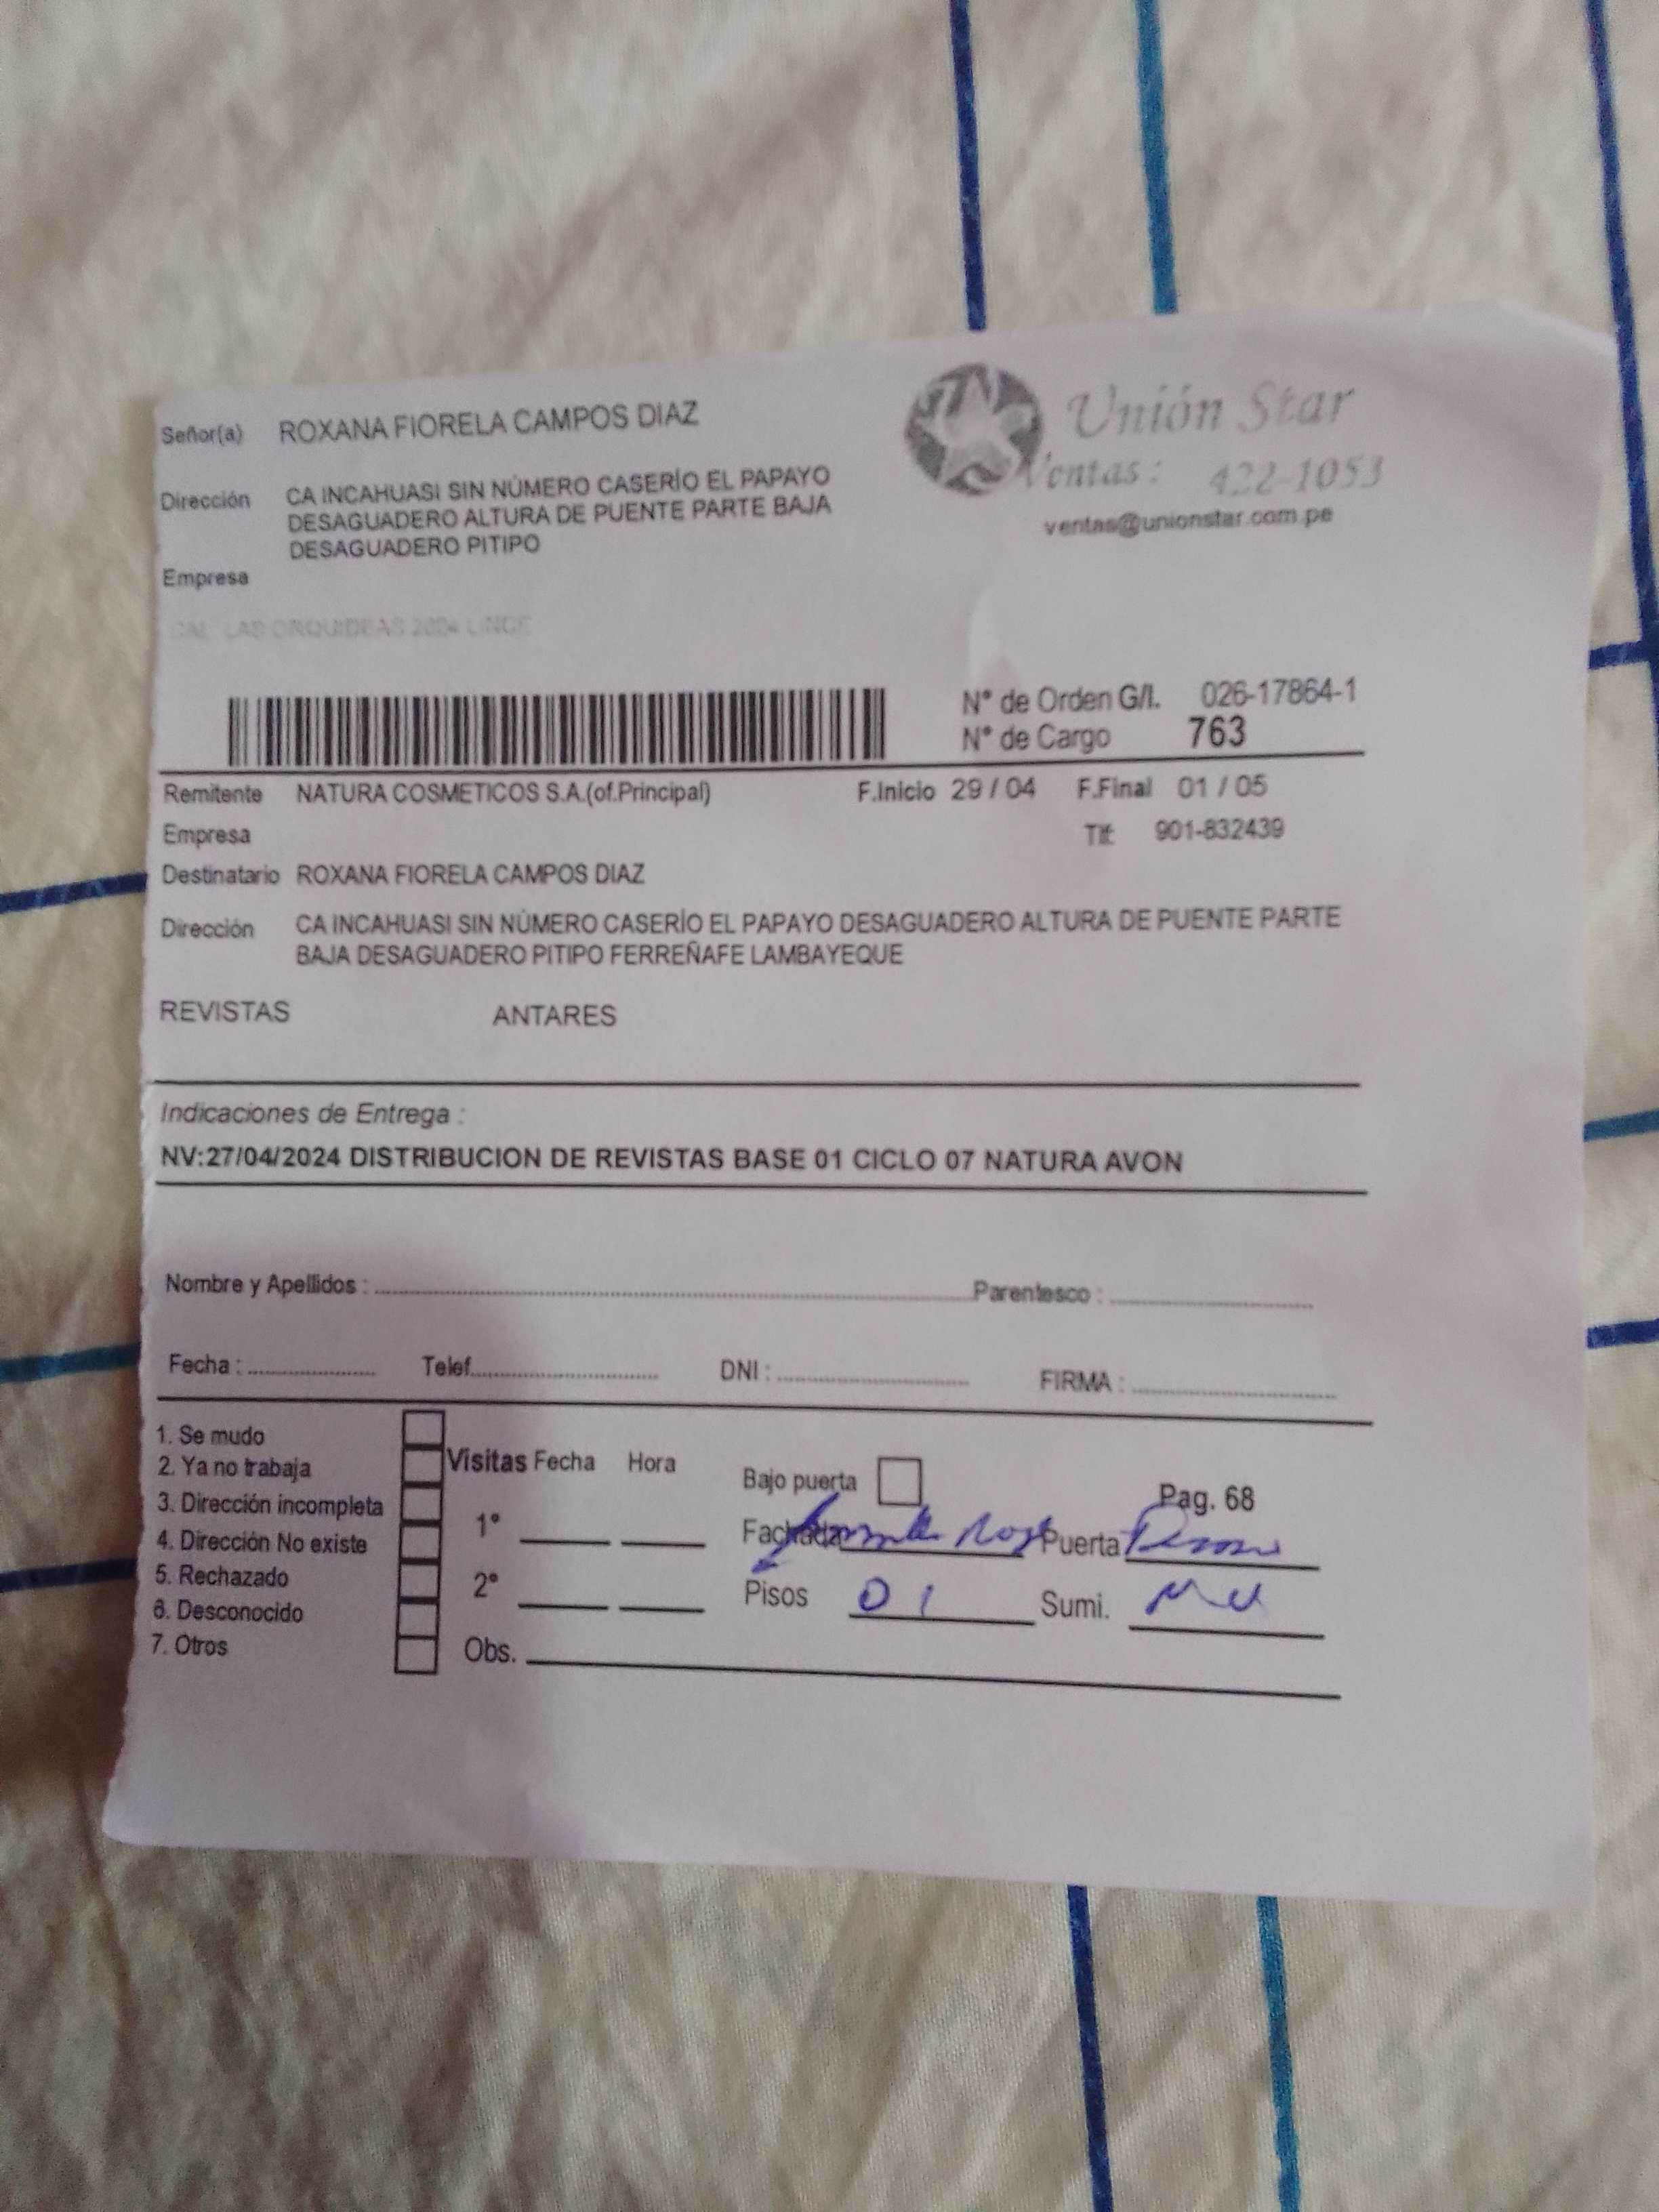 Señor(a) ROXANA FIORELA CAMPOS DIAZ
Dirección CA INCAHUASI SIN NÚMERO CASERÍO EL PAPAYO
DESAGUADERO ALTURA DE PUENTE PARTE BAJA
DESAGUADERO PITIPO
Empresa
Unión Star
Ventas: 422-1053
ventas@unionstar.com.pe
CAL LAS ORQUIDEAS LINCE
N° de Orden G/I. 026-17864-1
N° de Cargo 763
Remitente NATURA COSMETICOS S.A.(of.Principal) F.Inicio 29 / 04 F.Final 01 / 05
Empresa Tlf: 901-832439
Destinatario ROXANA FIORELA CAMPOS DIAZ
Dirección CA INCAHUASI SIN NÚMERO CASERÍO EL PAPAYO DESAGUADERO ALTURA DE PUENTE PARTE
BAJA DESAGUADERO PITIPO FERREÑAFE LAMBAYEQUE
REVISTAS ANTARES
Indicaciones de Entrega :
NV:27/04/2024 DISTRIBUCION DE REVISTAS BASE 01 CICLO 07 NATURA AVON
Nombre y Apellidos : Parentesco :
Fecha : Telef. DNI : FIRMA :
1. Se mudo
2. Ya no trabaja
3. Dirección incompleta
4. Dirección No existe
5. Rechazado
6. Desconocido
7. Otros
Visitas Fecha Hora
1°
2°
Obs.
Bajo puerta Pag. 68
Fachada Puerta
Pisos 01 Sumi.